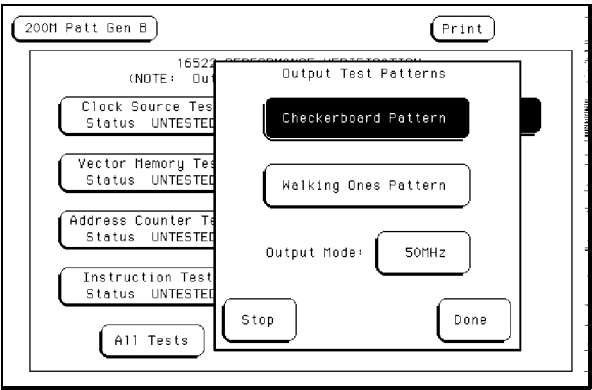 200M Patt Gen B
Print
16522
(NOTE: Out
Clock Source Tes
Status UNTESTED
Vector Memory Tes
Status UNTESTED
Address Counter Te
Status UNTESTED
Instruction Test
Status UNTESTED
All Tests
Output Test Patterns
Checkerboard Pattern
Walking Ones Pattern
Output Mode: 50MHz
Stop
Done